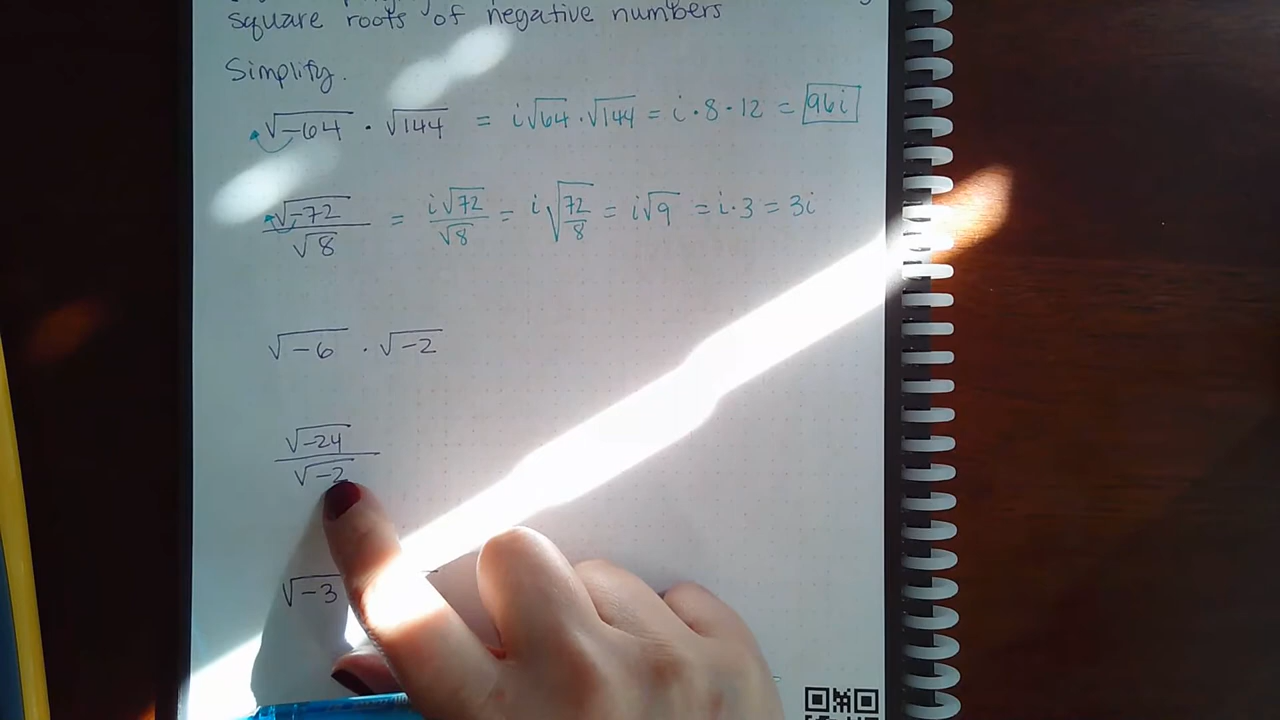 square roots of negative numbers
Simplify.
√-64 · √144 = i√64 · √144 = i · 8 · 12 = 96i
√-72/√8 = i√72/√8 = i√(72/8) = i√9 = i · 3 = 3i
√-6 · √-2
√-24/√-2
√-3